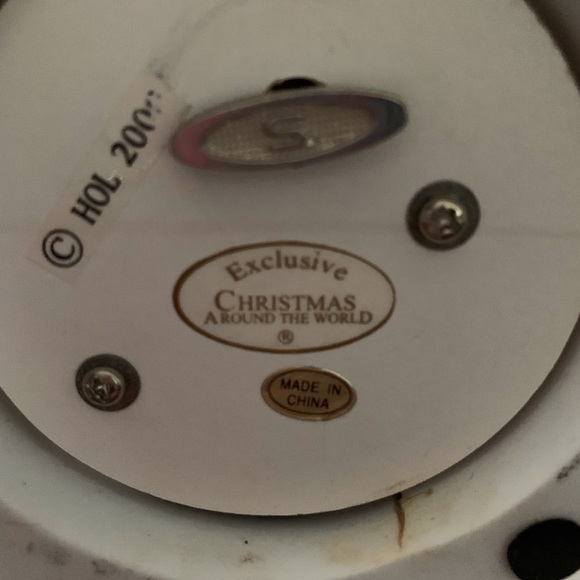 © HOL
S
Exclusive
CHRISTMAS
AROUND THE WORLD
®
MADE IN
CHINA